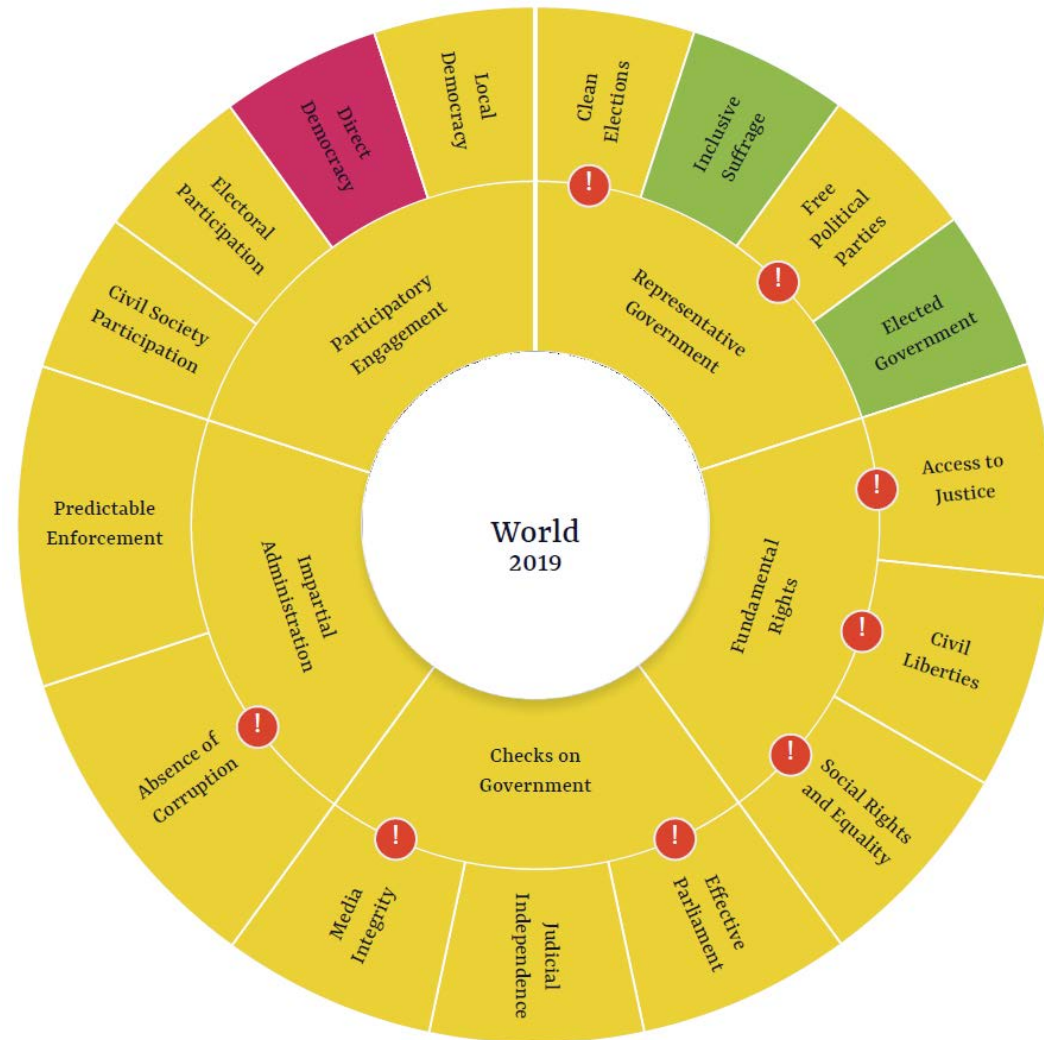 World
2019
Representative
Government
Fundamental
Rights
Checks on
Government
Impartial
Administration
Participatory
Engagement
Clean
Elections
!
Inclusive
Suffrage
Free
Political
Parties
!
Elected
Government
Access to
Justice
!
Civil
Liberties
!
Social Rights
and Equality
!
Effective
Parliament
!
Judicial
Independence
Media
Integrity
!
Absence of
Corruption
!
Predictable
Enforcement
Civil Society
Participation
Electoral
Participation
Direct
Democracy
Local
Democracy